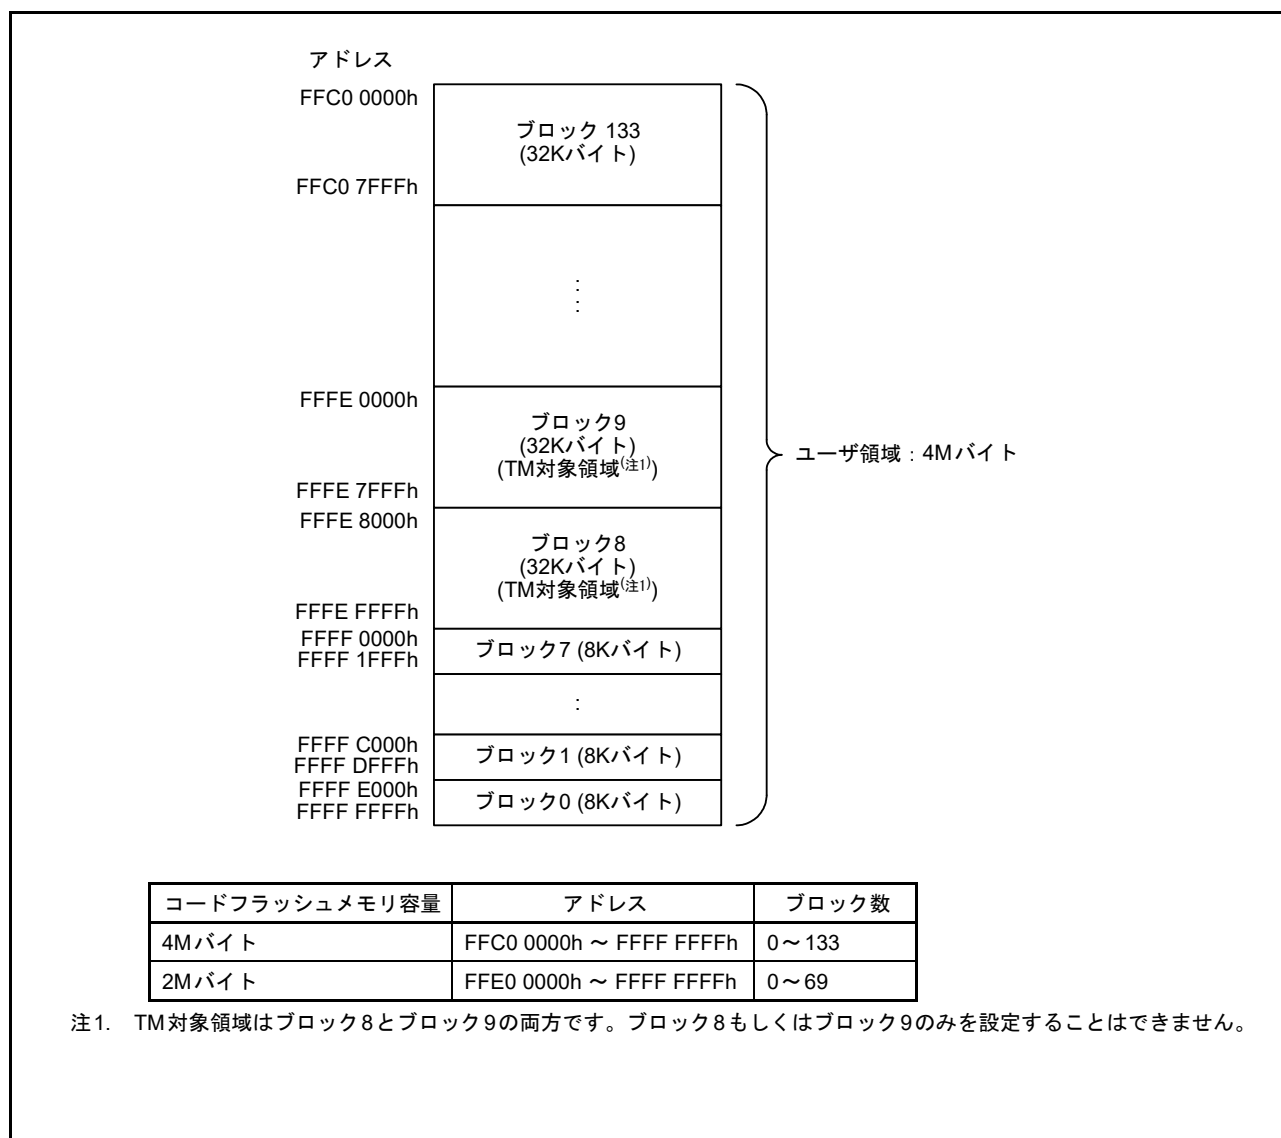 アドレス
FFC0 0000h
ブロック 133
(32Kバイト)
FFC0 7FFFh
:
:
FFFE 0000h
ブロック9
(32Kバイト)
(TM対象領域(注1))
FFFE 7FFFh
ユーザ領域：4Mバイト
FFFE 8000h
ブロック8
(32Kバイト)
(TM対象領域(注1))
FFFE FFFFh
FFFF 0000h
FFFF 1FFFh
ブロック7 (8Kバイト)
:
FFFF C000h
FFFF DFFFh
ブロック1 (8Kバイト)
FFFF E000h
FFFF FFFFh
ブロック0 (8Kバイト)
コードフラッシュメモリ容量 アドレス ブロック数
4Mバイト FFC0 0000h ～ FFFF FFFFh 0～133
2Mバイト FFE0 0000h ～ FFFF FFFFh 0～69
注1. TM対象領域はブロック8とブロック9の両方です。ブロック8もしくはブロック9のみを設定することはできません。